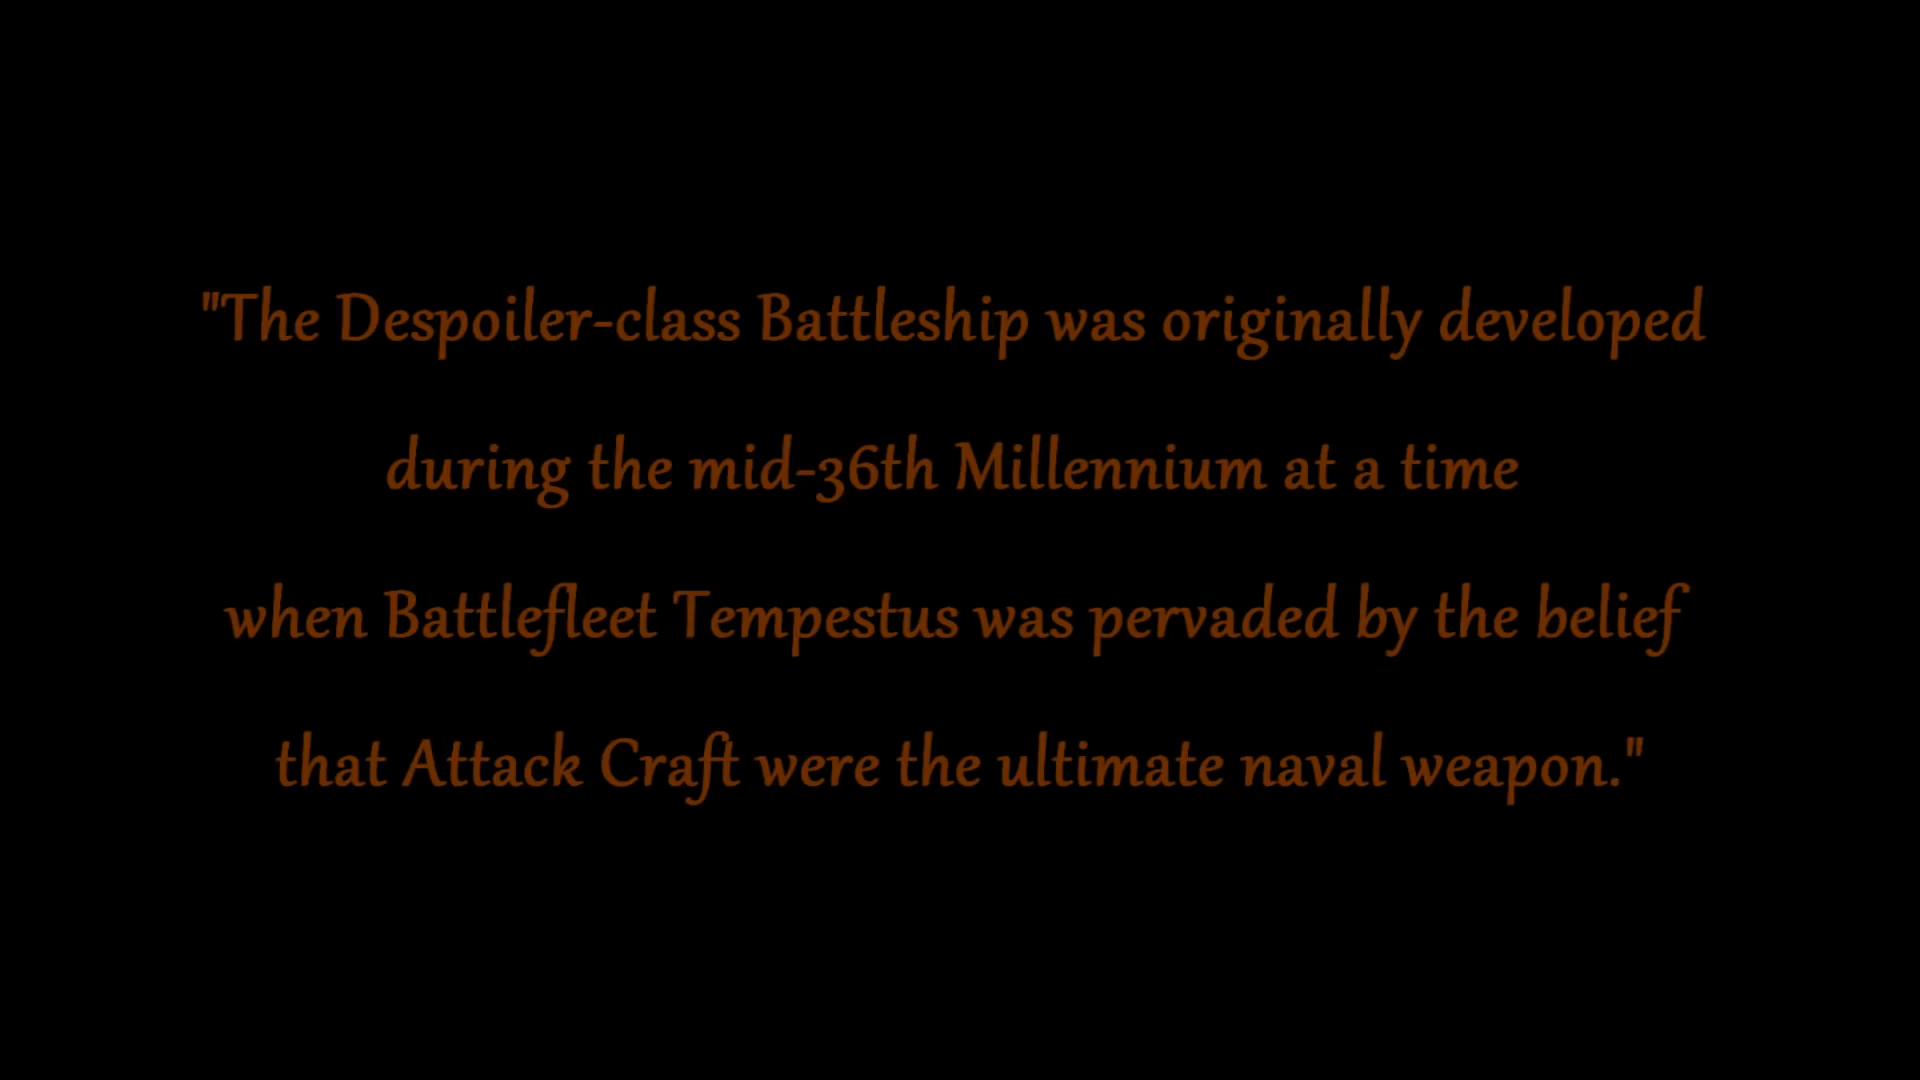 "The Despoiler-class Battleship was originally developed
during the mid-36th Millennium at a time
when Battlefleet Tempestus was pervaded by the belief
that Attack Craft were the ultimate naval weapon."